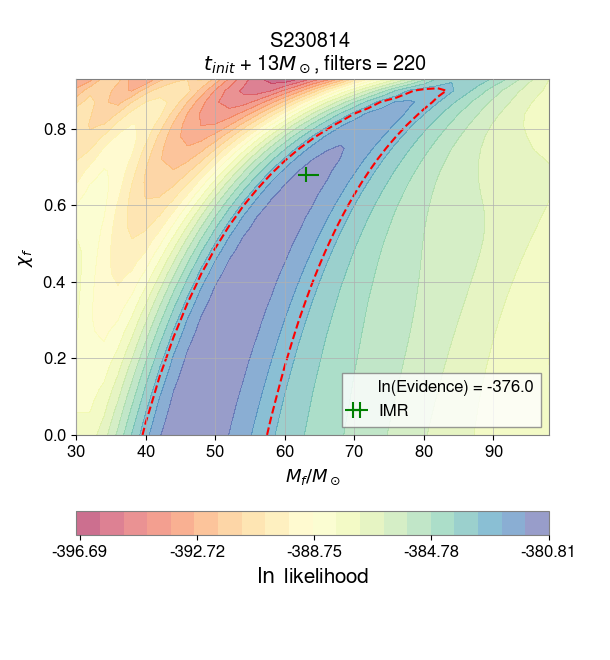 S230814
t_init + 13M_⊙, filters = 220
χ_f
0.8
0.6
0.4
0.2
0.0
30 40 50 60 70 80 90
M_f/M_⊙
ln(Evidence) = -376.0
IMR
-396.69 -392.72 -388.75 -384.78 -380.81
ln likelihood